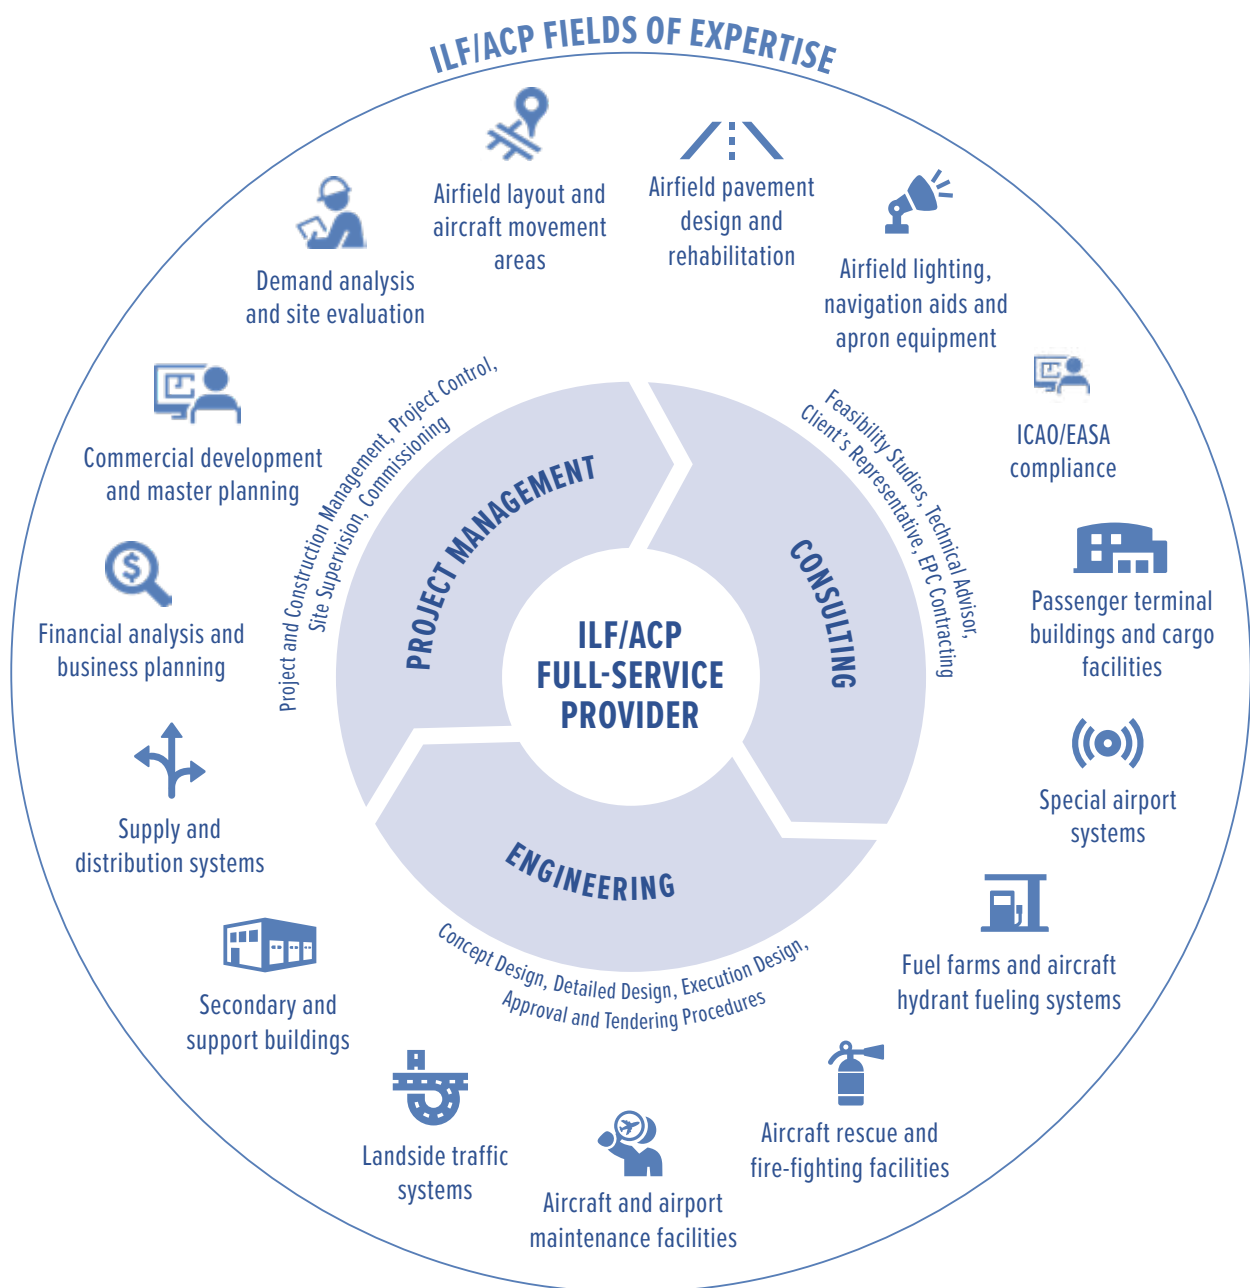 ILF/ACP FIELDS OF EXPERTISE
Airfield layout and
aircraft movement
areas
Airfield pavement
design and
rehabilitation
Airfield lighting,
navigation aids and
apron equipment
ICAO/EASA
compliance
Passenger terminal
buildings and cargo
facilities
Special airport
systems
Fuel farms and aircraft
hydrant fueling systems
Aircraft rescue and
fire-fighting facilities
Aircraft and airport
maintenance facilities
Landside traffic
systems
Secondary and
support buildings
Supply and
distribution systems
Financial analysis and
business planning
Commercial development
and master planning
Demand analysis
and site evaluation
Project and Construction Management, Project Control,
Site Supervision, Commissioning
PROJECT MANAGEMENT
Feasibility Studies, Technical Advisor,
Client's Representative, EPC Contracting
CONSULTING
ILF/ACP
FULL-SERVICE
PROVIDER
ENGINEERING
Concept Design, Detailed Design, Execution Design,
Approval and Tendering Procedures